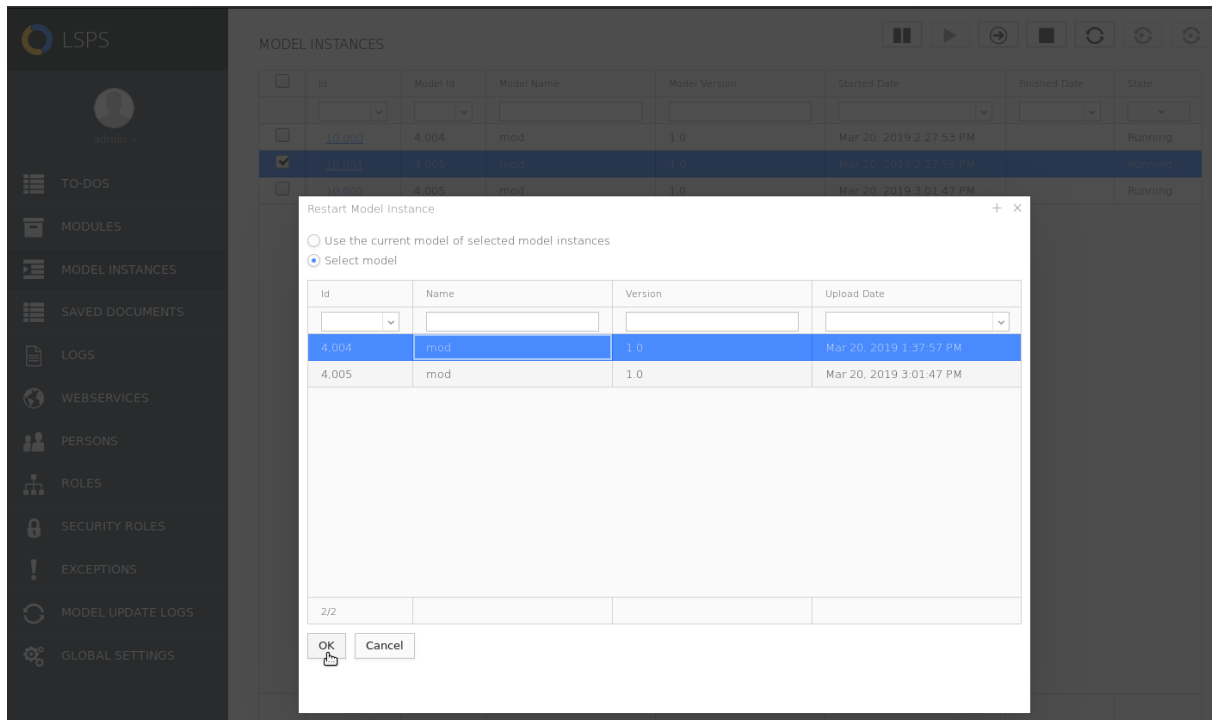 LSPS
MODEL INSTANCES
admin
TO-DOS
MODULES
MODEL INSTANCES
SAVED DOCUMENTS
LOGS
WEBSERVICES
PERSONS
ROLES
SECURITY ROLES
EXCEPTIONS
MODEL UPDATE LOGS
GLOBAL SETTINGS
Id Model Id Model Name Model Version Started Date Finished Date State
10,000 4,004 mod 1.0 Mar 20, 2019 2:27:53 PM Running
10,001 4,005 mod 1.0 Mar 20, 2019 2:27:58 PM Running
10,002 4,005 mod 1.0 Mar 20, 2019 3:01:47 PM Running
Restart Model Instance
Use the current model of selected model instances
Select model
Id Name Version Upload Date
4,004 mod 1.0 Mar 20, 2019 1:37:57 PM
4,005 mod 1.0 Mar 20, 2019 3:01:47 PM
2/2
OK Cancel